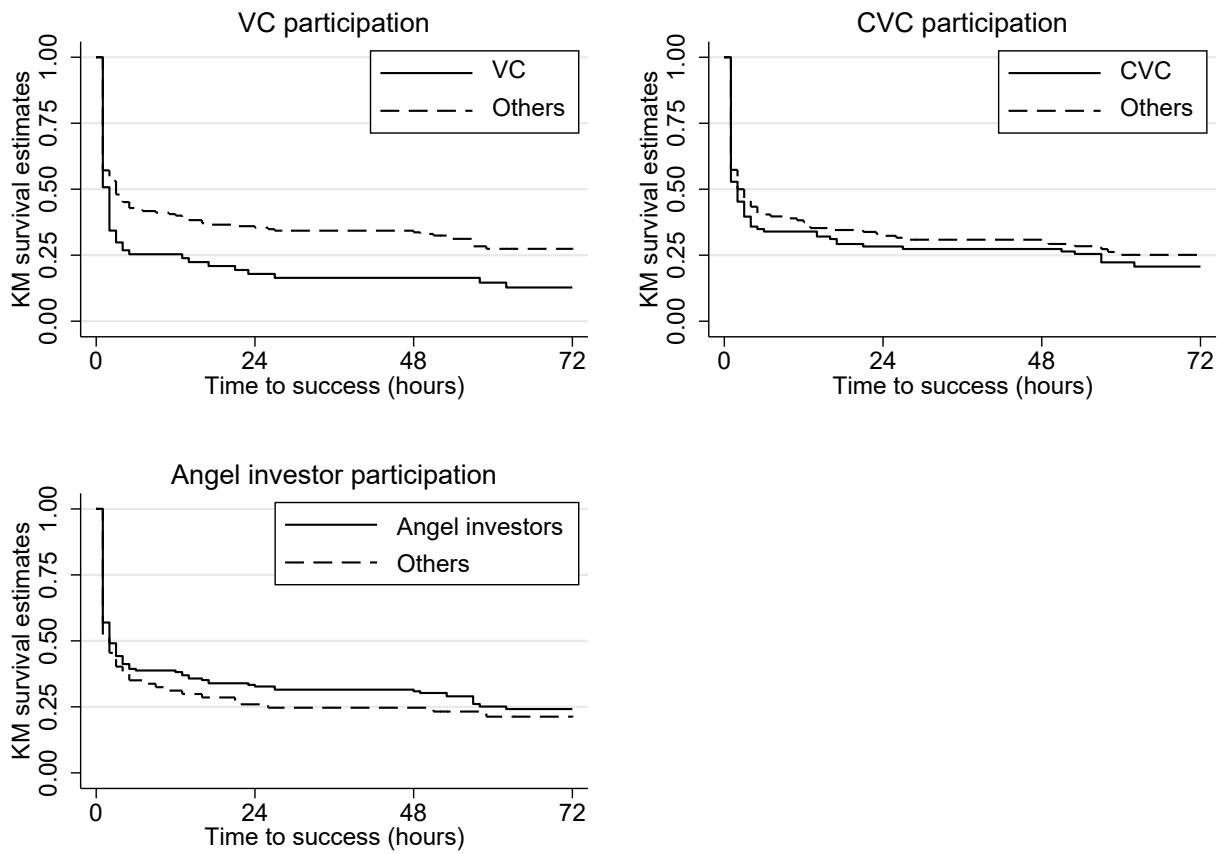 VC participation
KM survival estimates
1.00
0.75
0.50
0.25
0.00
VC
Others
0 24 48 72
Time to success (hours)
CVC participation
KM survival estimates
1.00
0.75
0.50
0.25
0.00
CVC
Others
0 24 48 72
Time to success (hours)
Angel investor participation
KM survival estimates
1.00
0.75
0.50
0.25
0.00
Angel investors
Others
0 24 48 72
Time to success (hours)